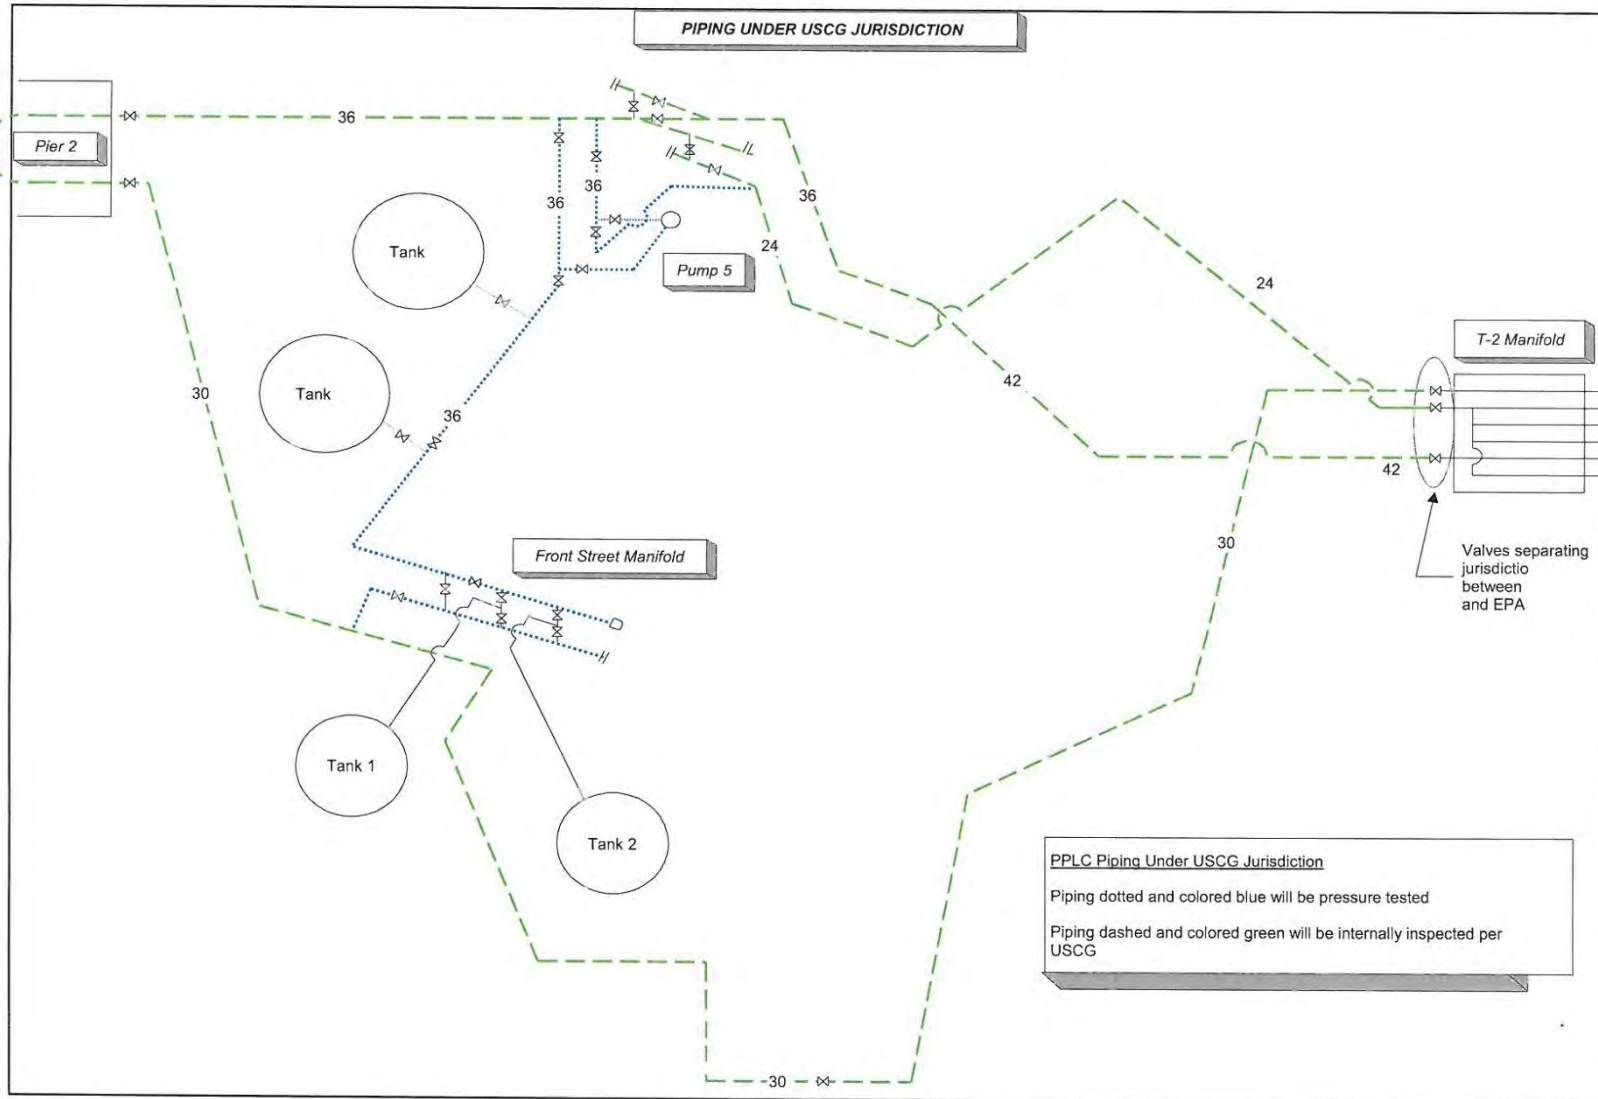 PIPING UNDER USCG JURISDICTION
Pier 2
36
36
36
36
24
Tank
Pump 5
24
T-2 Manifold
Tank
30
36
42
42
Front Street Manifold
30
Valves separating
jurisdictio
between
and EPA
Tank 1
Tank 2
PPLC Piping Under USCG Jurisdiction
Piping dotted and colored blue will be pressure tested
Piping dashed and colored green will be internally inspected per
USCG
30